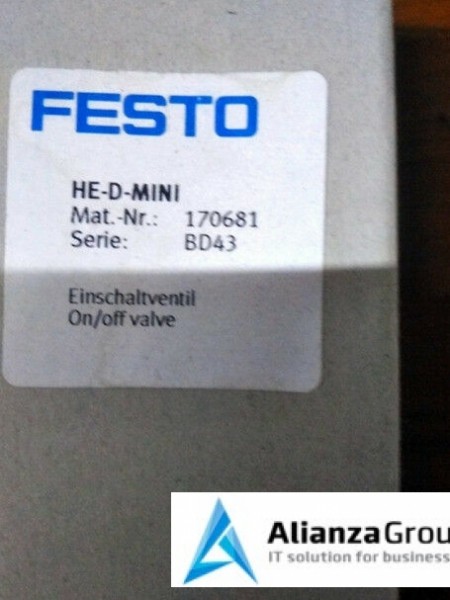 FESTO
HE-D-MINI
Mat.-Nr.: 170681
Serie: BD43
Einschaltventil
On/off valve
AlianzaGrou
IT solution for business